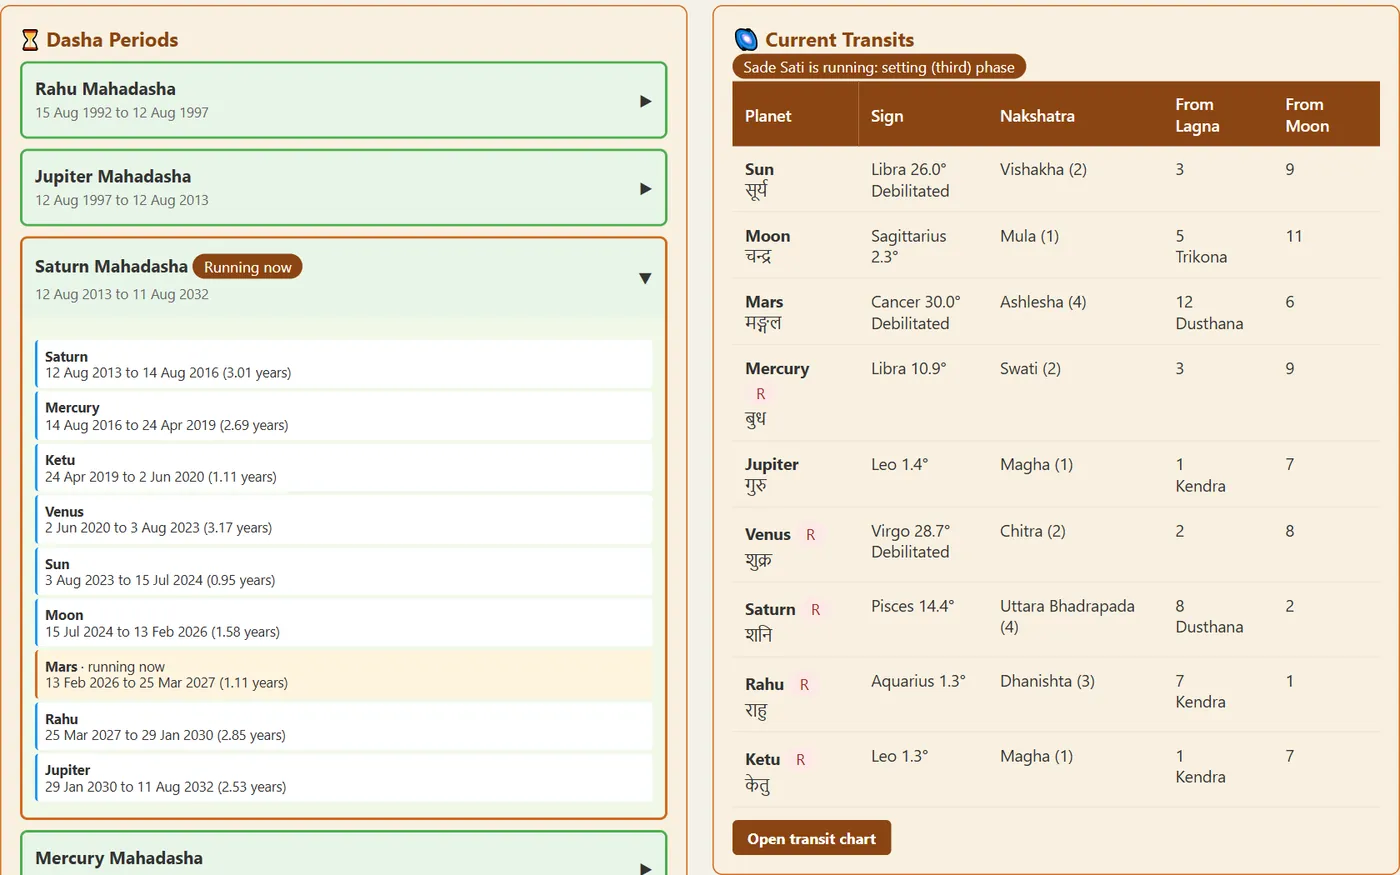 Dasha Periods
Rahu Mahadasha
15 Aug 1992 to 12 Aug 1997
Jupiter Mahadasha
12 Aug 1997 to 12 Aug 2013
Saturn Mahadasha Running now
12 Aug 2013 to 11 Aug 2032
Saturn
12 Aug 2013 to 14 Aug 2016 (3.01 years)
Mercury
14 Aug 2016 to 24 Apr 2019 (2.69 years)
Ketu
24 Apr 2019 to 2 Jun 2020 (1.11 years)
Venus
2 Jun 2020 to 3 Aug 2023 (3.17 years)
Sun
3 Aug 2023 to 15 Jul 2024 (0.95 years)
Moon
15 Jul 2024 to 13 Feb 2026 (1.58 years)
Mars · running now
13 Feb 2026 to 25 Mar 2027 (1.11 years)
Rahu
25 Mar 2027 to 29 Jan 2030 (2.85 years)
Jupiter
29 Jan 2030 to 11 Aug 2032 (2.53 years)
Mercury Mahadasha
Current Transits
Sade Sati is running: setting (third) phase
Planet Sign Nakshatra From Lagna From Moon
Sun Libra 26.0° Vishakha (2) 3 9
सूर्य Debilitated
Moon Sagittarius Mula (1) 5 11
चन्द्र 2.3° Trikona
Mars Cancer 30.0° Ashlesha (4) 12 6
मङ्गल Debilitated Dusthana
Mercury Libra 10.9° Swati (2) 3 9
R
बुध
Jupiter Leo 1.4° Magha (1) 1 7
गुरु Kendra
Venus R Virgo 28.7° Chitra (2) 2 8
शुक्र Debilitated
Saturn R Pisces 14.4° Uttara Bhadrapada 8 2
शनि (4) Dusthana
Rahu R Aquarius 1.3° Dhanishta (3) 7 1
राहु Kendra
Ketu R Leo 1.3° Magha (1) 1 7
केतु Kendra
Open transit chart